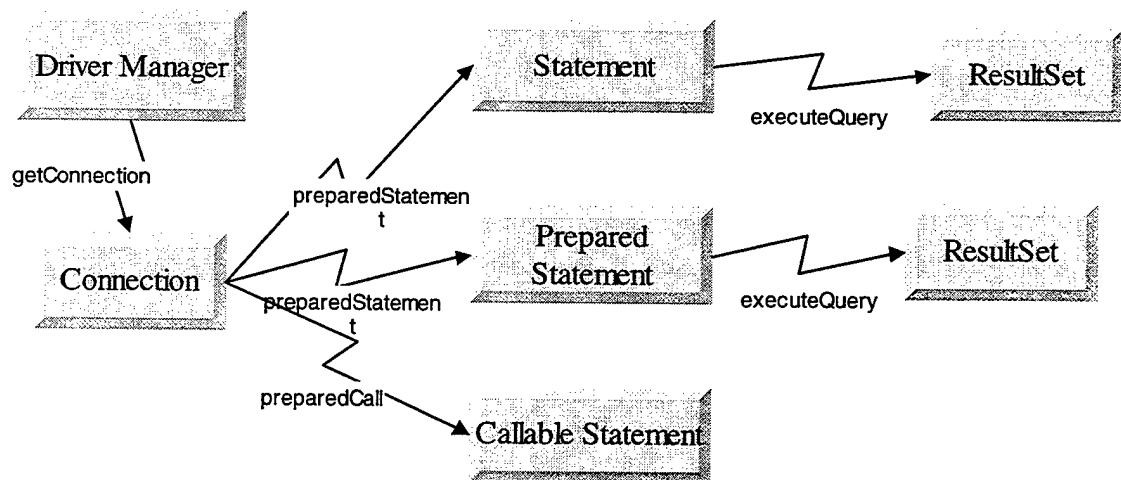 Driver Manager
Statement
ResultSet
executeQuery
getConnection
preparedStatemen
t
Prepared
Statement
ResultSet
Connection
executeQuery
preparedStatemen
t
preparedCall
Callable Statement